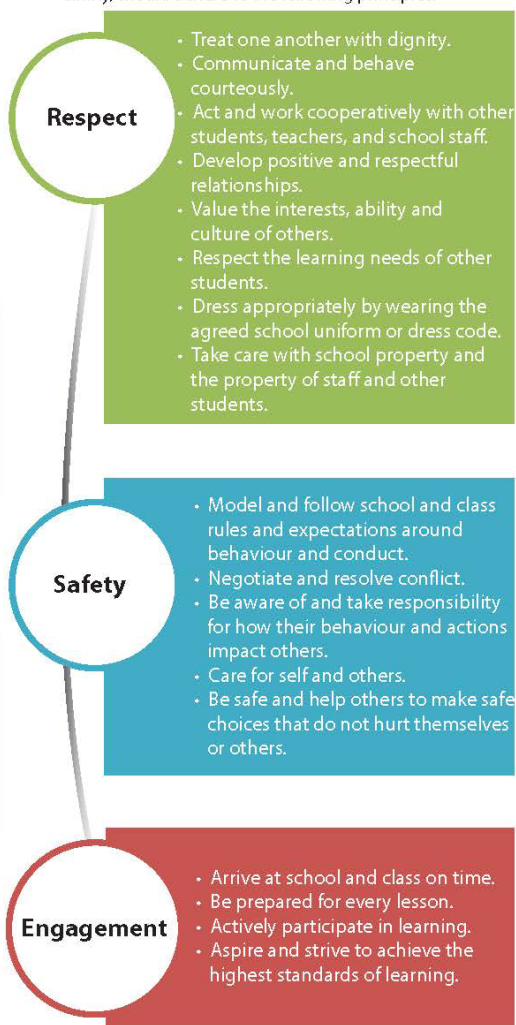 Respect
• Treat one another with dignity.
• Communicate and behave
courteously.
• Act and work cooperatively with other
students, teachers, and school staff.
• Develop positive and respectful
relationships.
• Value the interests, ability and
culture of others.
• Respect the learning needs of other
students.
• Dress appropriately by wearing the
agreed school uniform or dress code.
• Take care with school property and
the property of staff and other
students.
Safety
• Model and follow school and class
rules and expectations around
behaviour and conduct.
• Negotiate and resolve conflict.
• Be aware of and take responsibility
for how their behaviour and actions
impact others.
• Care for self and others.
• Be safe and help others to make safe
choices that do not hurt themselves
or others.
Engagement
• Arrive at school and class on time.
• Be prepared for every lesson.
• Actively participate in learning.
• Aspire and strive to achieve the
highest standards of learning.